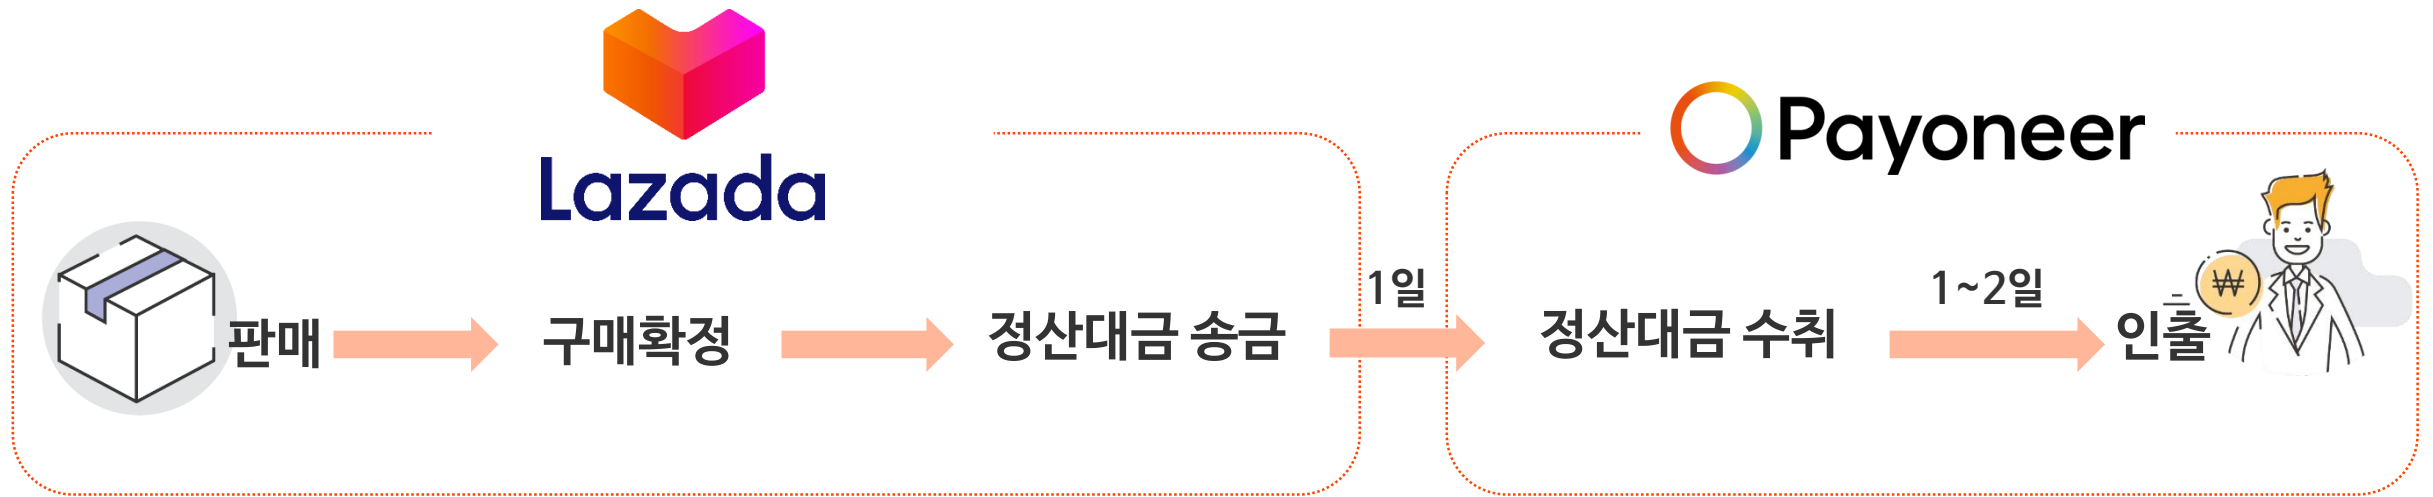 Lazada
Payoneer
판매
구매확정
정산대금 송금
1일
정산대금 수취
1~2일
인출
₩